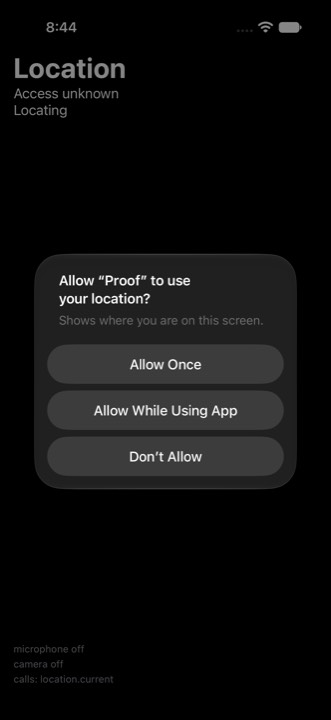 8:44
Location
Access unknown
Locating
Allow “Proof” to use
your location?
Shows where you are on this screen.
Allow Once
Allow While Using App
Don’t Allow
microphone off
camera off
calls: location.current